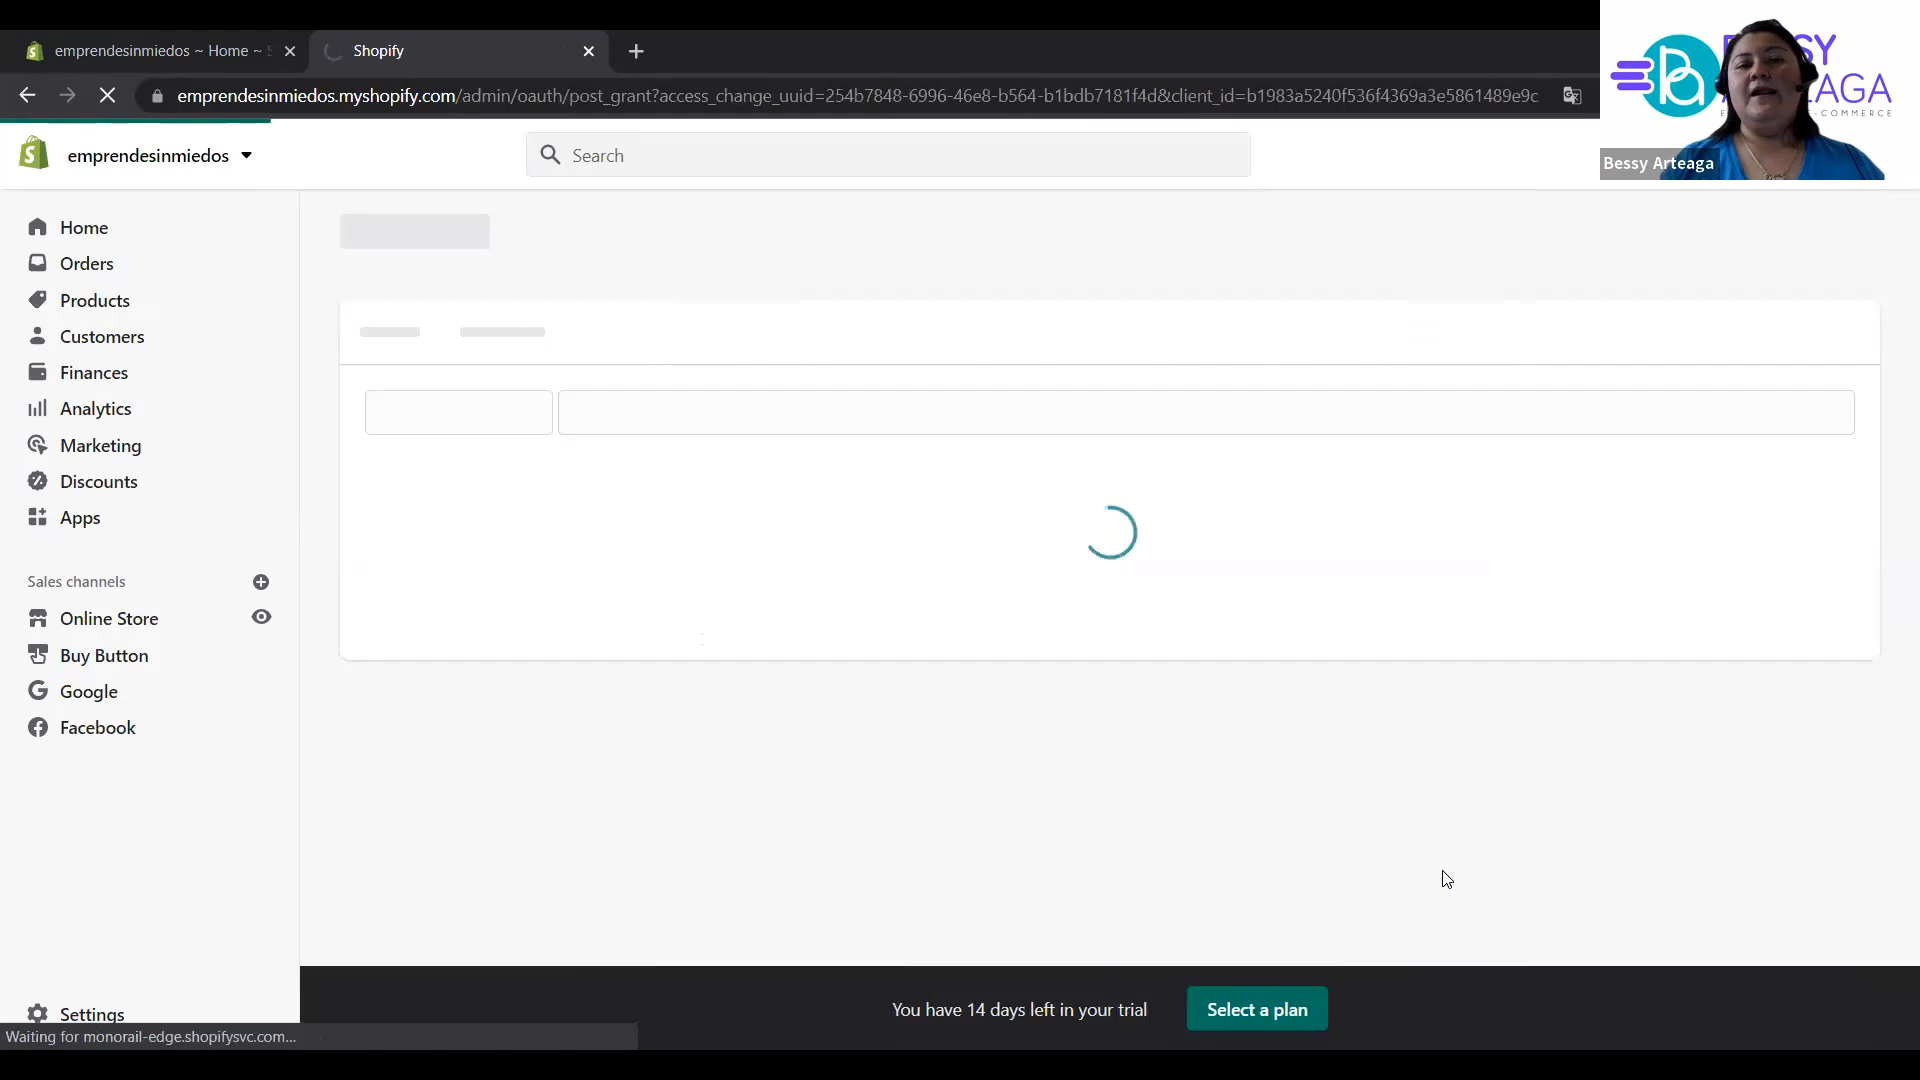 emprendesinmiedos ~ Home ~
Shopify
emprendesinmiedos.myshopify.com/admin/oauth/post_grant?access_change_uuid=254b7848-6996-46e8-b564-b1bdb7181f4d&client_id=b1983a5240f536f4369a3e5861489e9c
emprendesinmiedos
Search
Bessy Arteaga
Home
Orders
Products
Customers
Finances
Analytics
Marketing
Discounts
Apps
Sales channels
Online Store
Buy Button
Google
Facebook
Settings
You have 14 days left in your trial
Select a plan
Waiting for monorail-edge.shopifysvc.com...